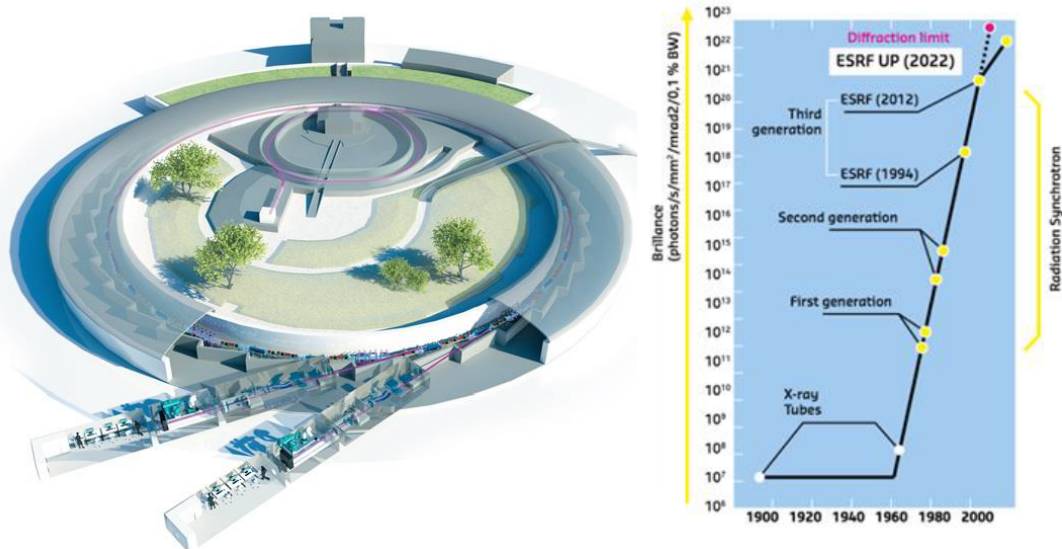 Brillance
(photons/s/mm²/mrad2/0,1 % BW)
10²³
10²²
10²¹
10²⁰
10¹⁹
10¹⁸
10¹⁷
10¹⁶
10¹⁵
10¹⁴
10¹³
10¹²
10¹¹
10¹⁰
10⁹
10⁸
10⁷
10⁶
Diffraction limit
ESRF UP (2022)
ESRF (2012)
Third
generation
ESRF (1994)
Second generation
First generation
X-ray
Tubes
1900 1920 1940 1960 1980 2000
Radiation Synchrotron